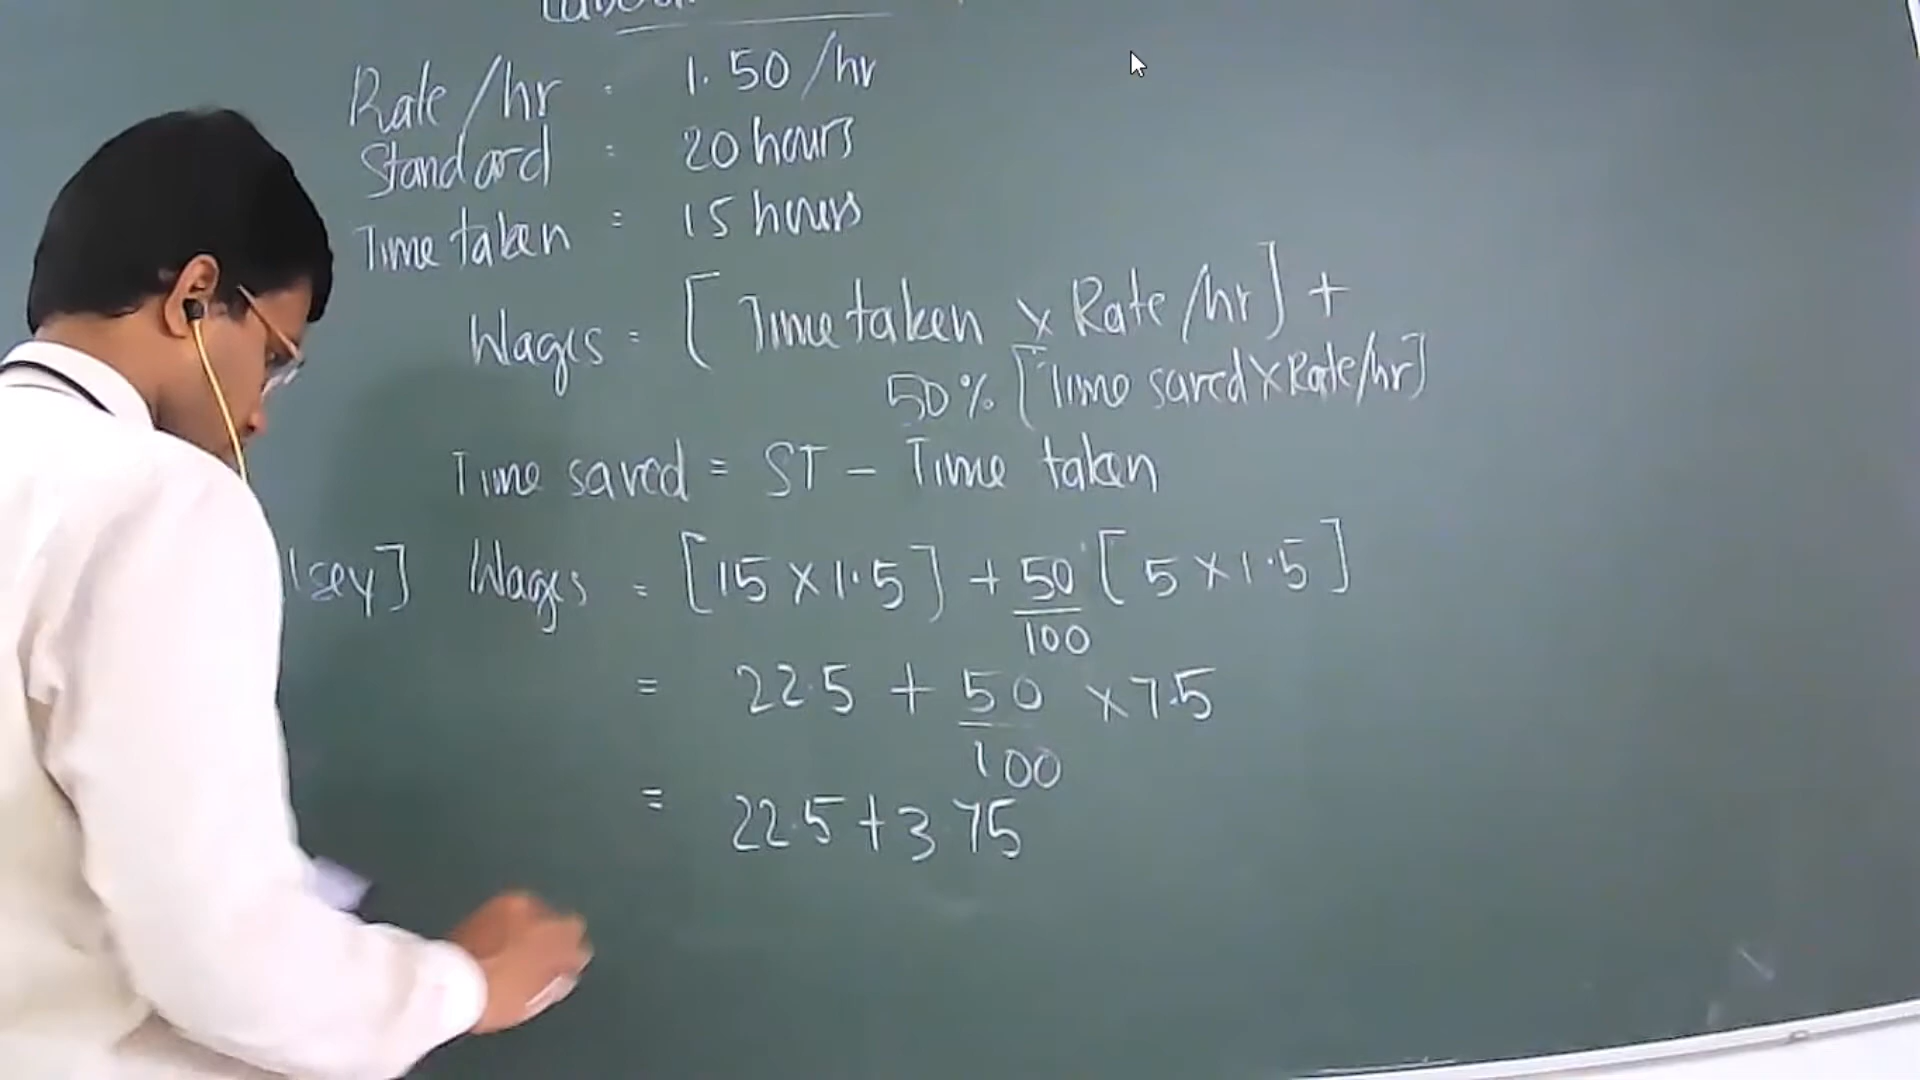 Rate/hr : 1.50/hr
Standard : 20 hours
Time taken : 15 hours
Wages = [Time taken x Rate/hr] +
50% [Time saved x Rate/hr]
Time saved = ST - Time taken
lsey] Wages = [15 x 1.5] + 50/100 [5 x 1.5]
= 22.5 + 50/100 x 7.5
= 22.5 + 3.75